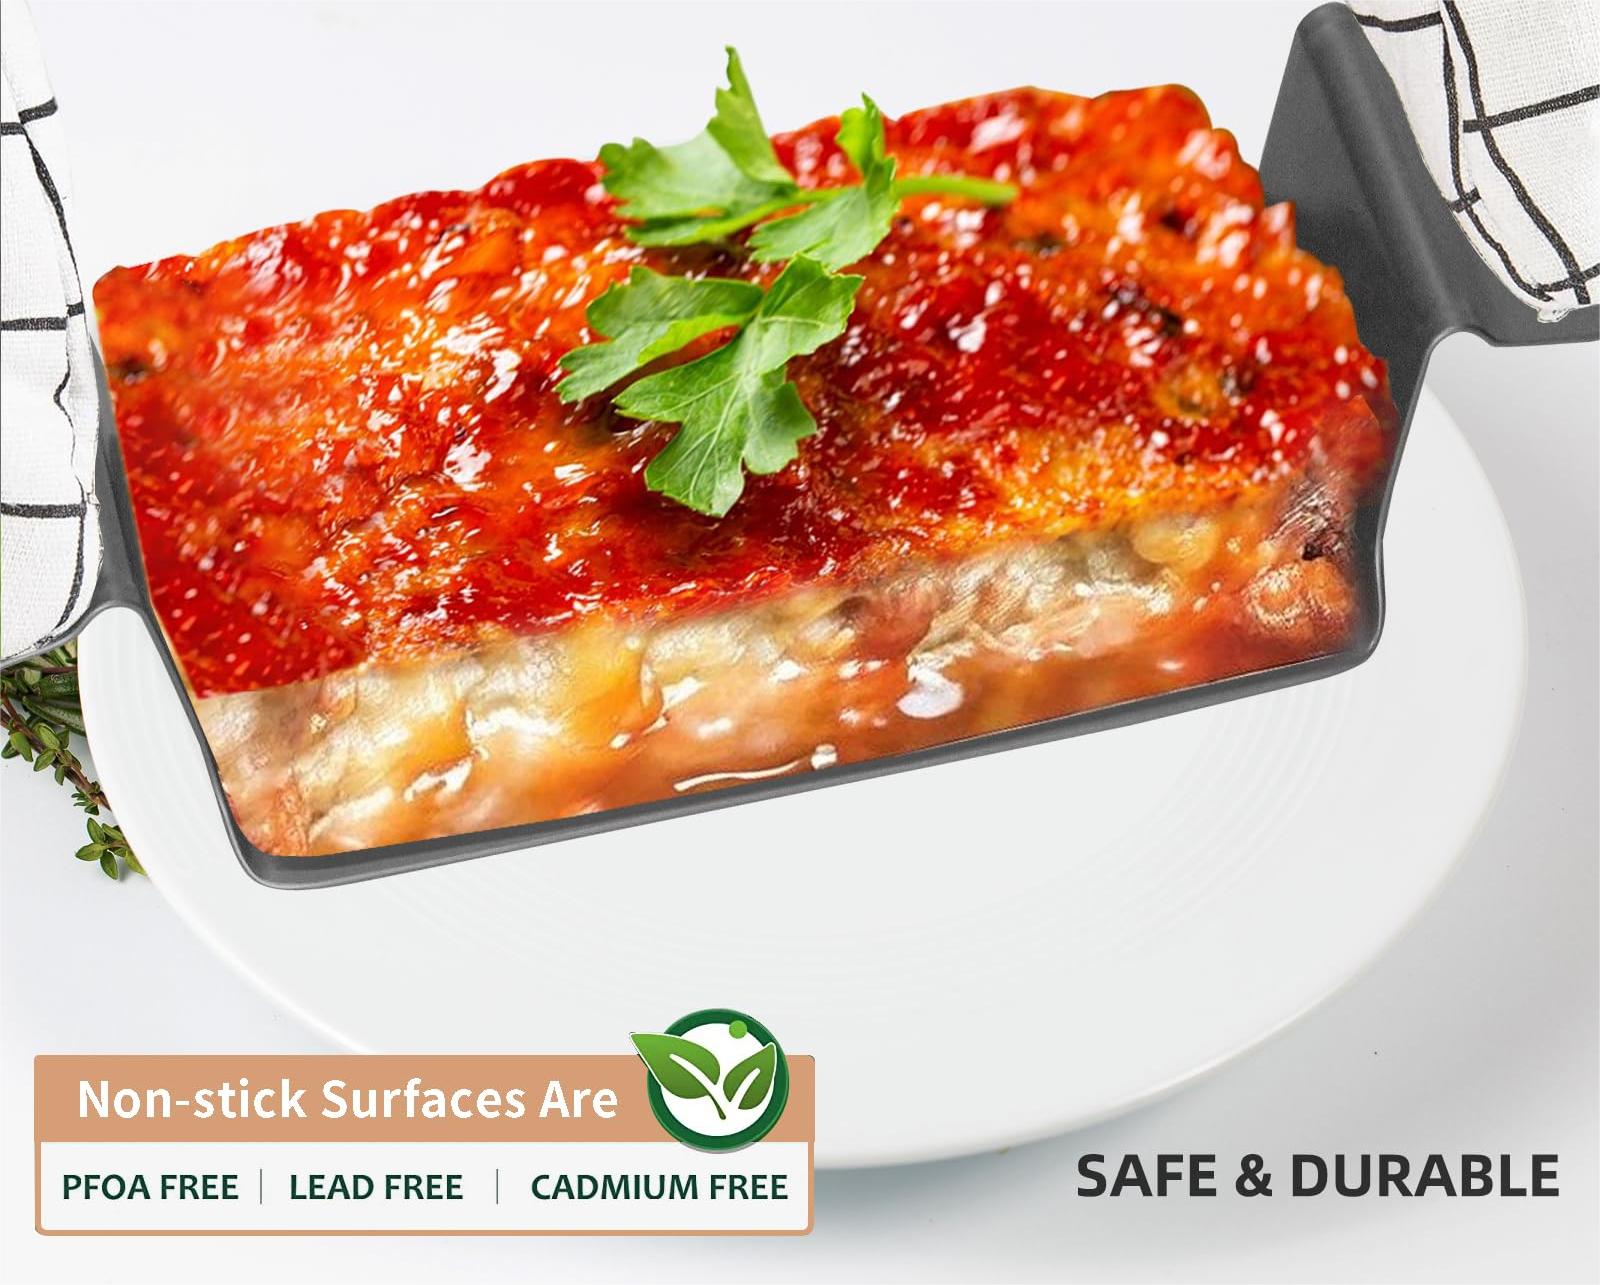 Non-stick Surfaces Are
PFOA FREE | LEAD FREE | CADMIUM FREE
SAFE & DURABLE